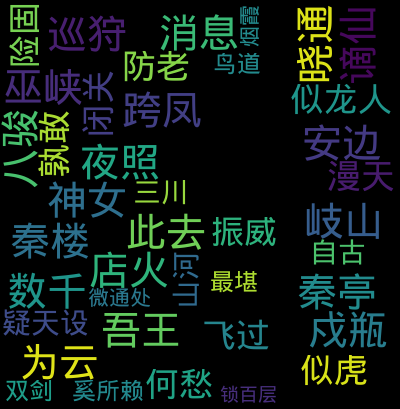 险固
巡狩
消息
烟霞
晓通
谪仙
防老
鸟道
巫峡
闭关
跨凤
似龙人
八骏
孰敢
安边
夜照
漫天
神女
三川
岐山
此去
振威
秦楼
自古
店火
山河
数千
微通处
最堪
秦亭
疑天设
吾王
飞过
戍瓶
为云
似虎
双剑
奚所赖
何愁
锁百层